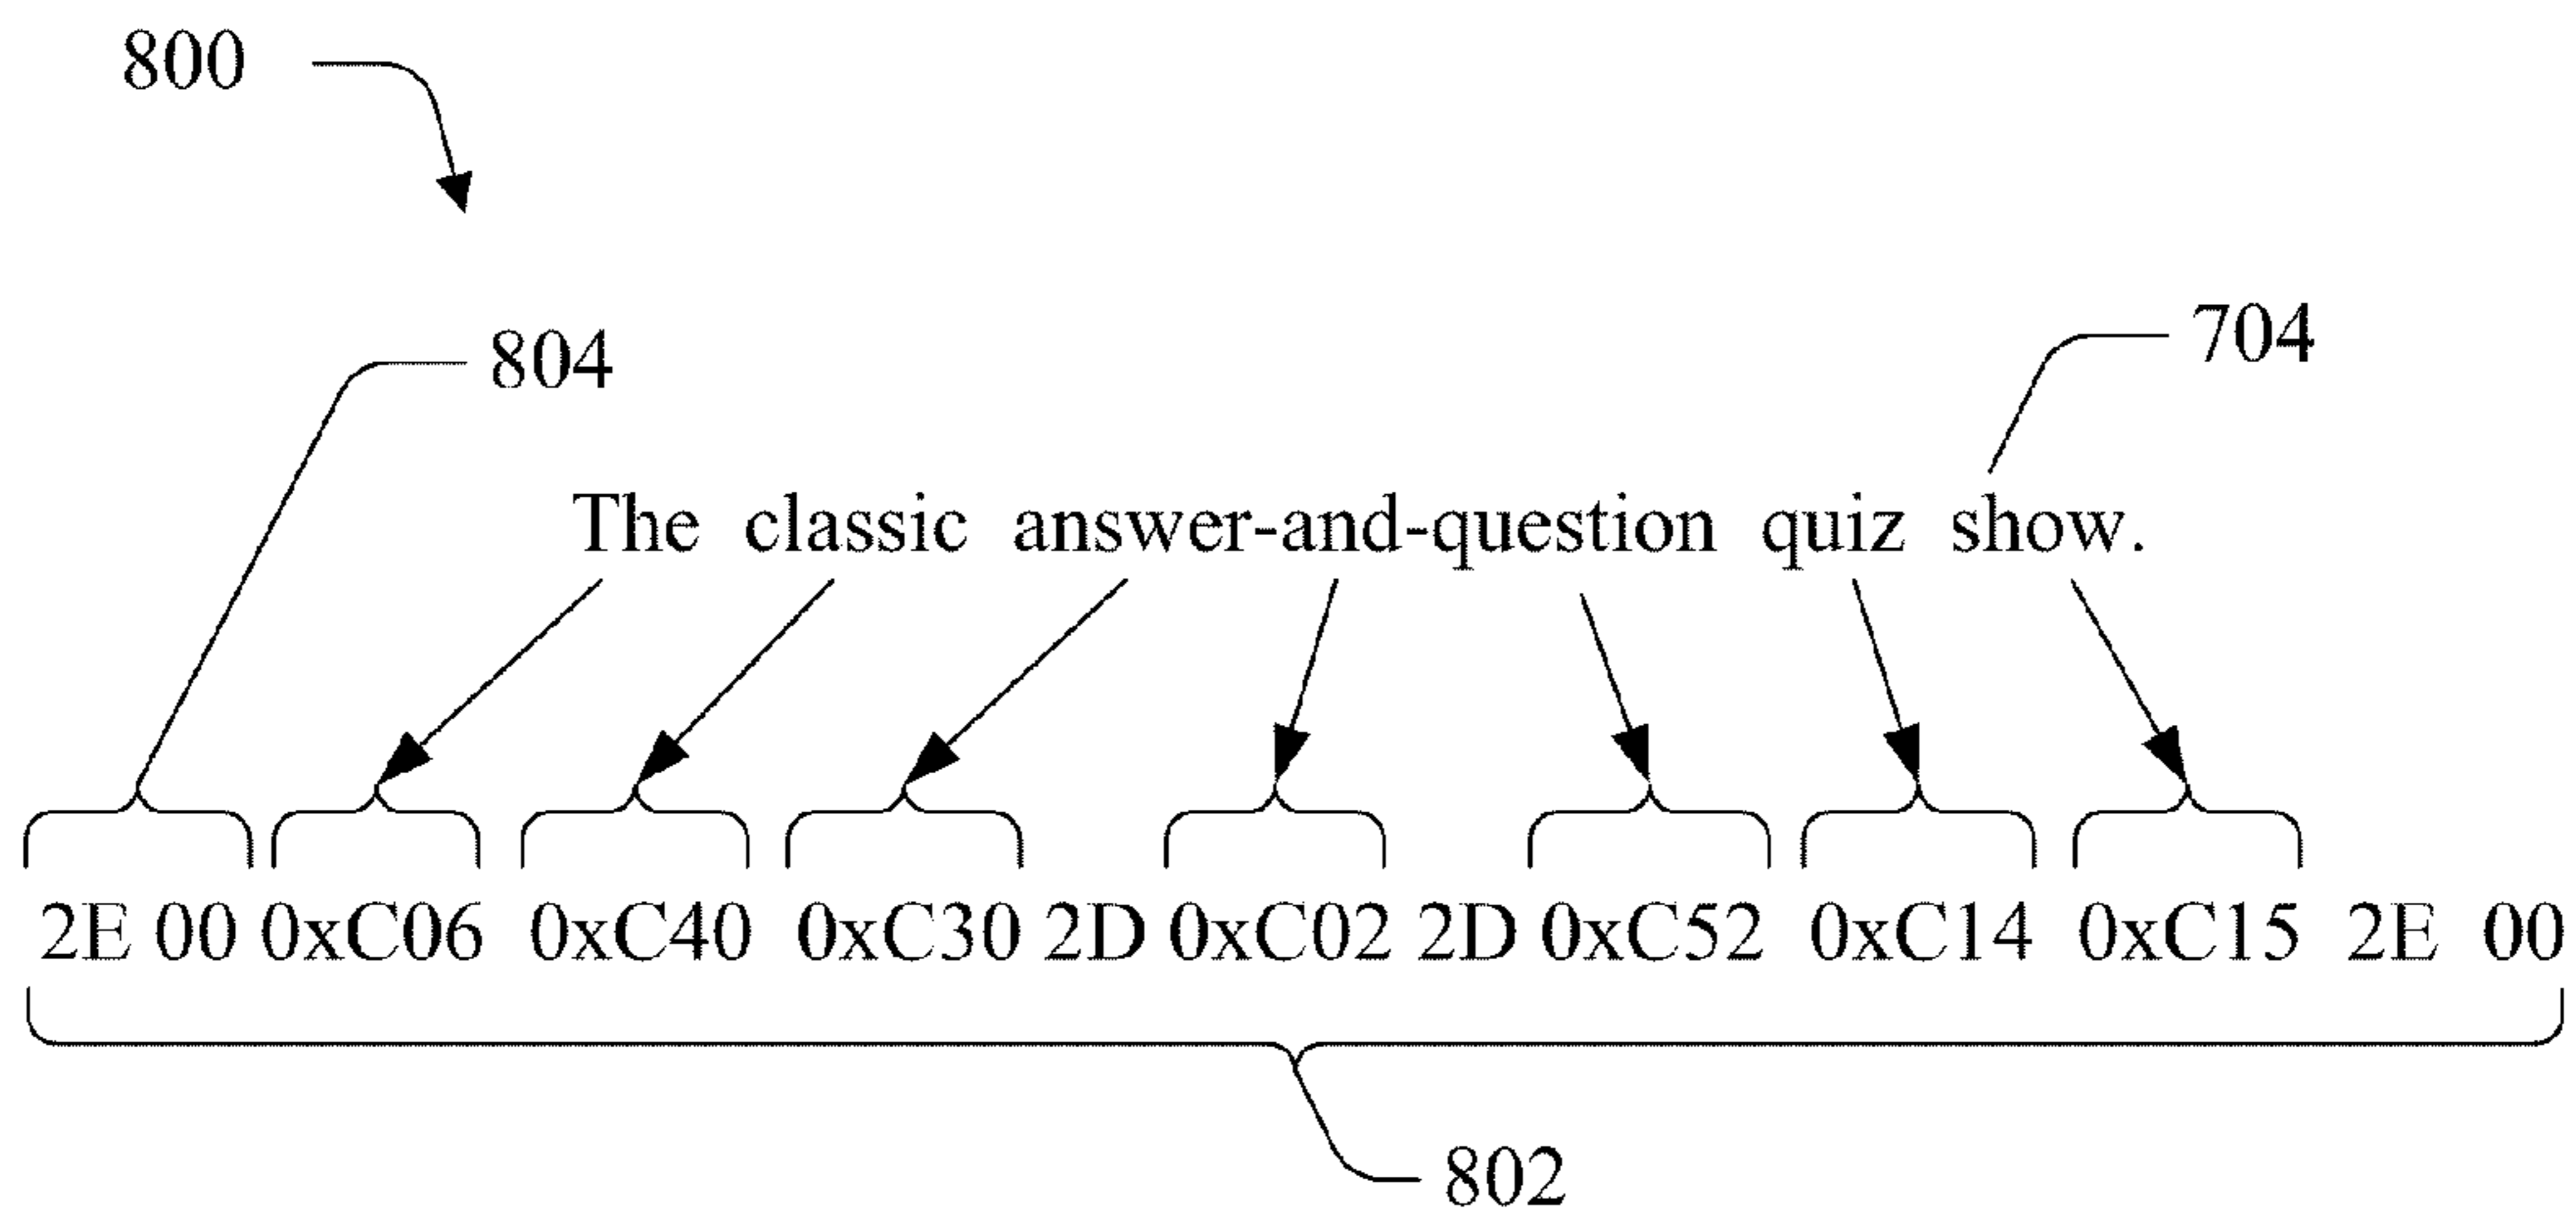 800
804
704
The classic answer-and-question quiz show.
2E 00 0xC06 0xC40 0xC30 2D 0xC02 2D 0xC52 0xC14 0xC15 2E 00
802